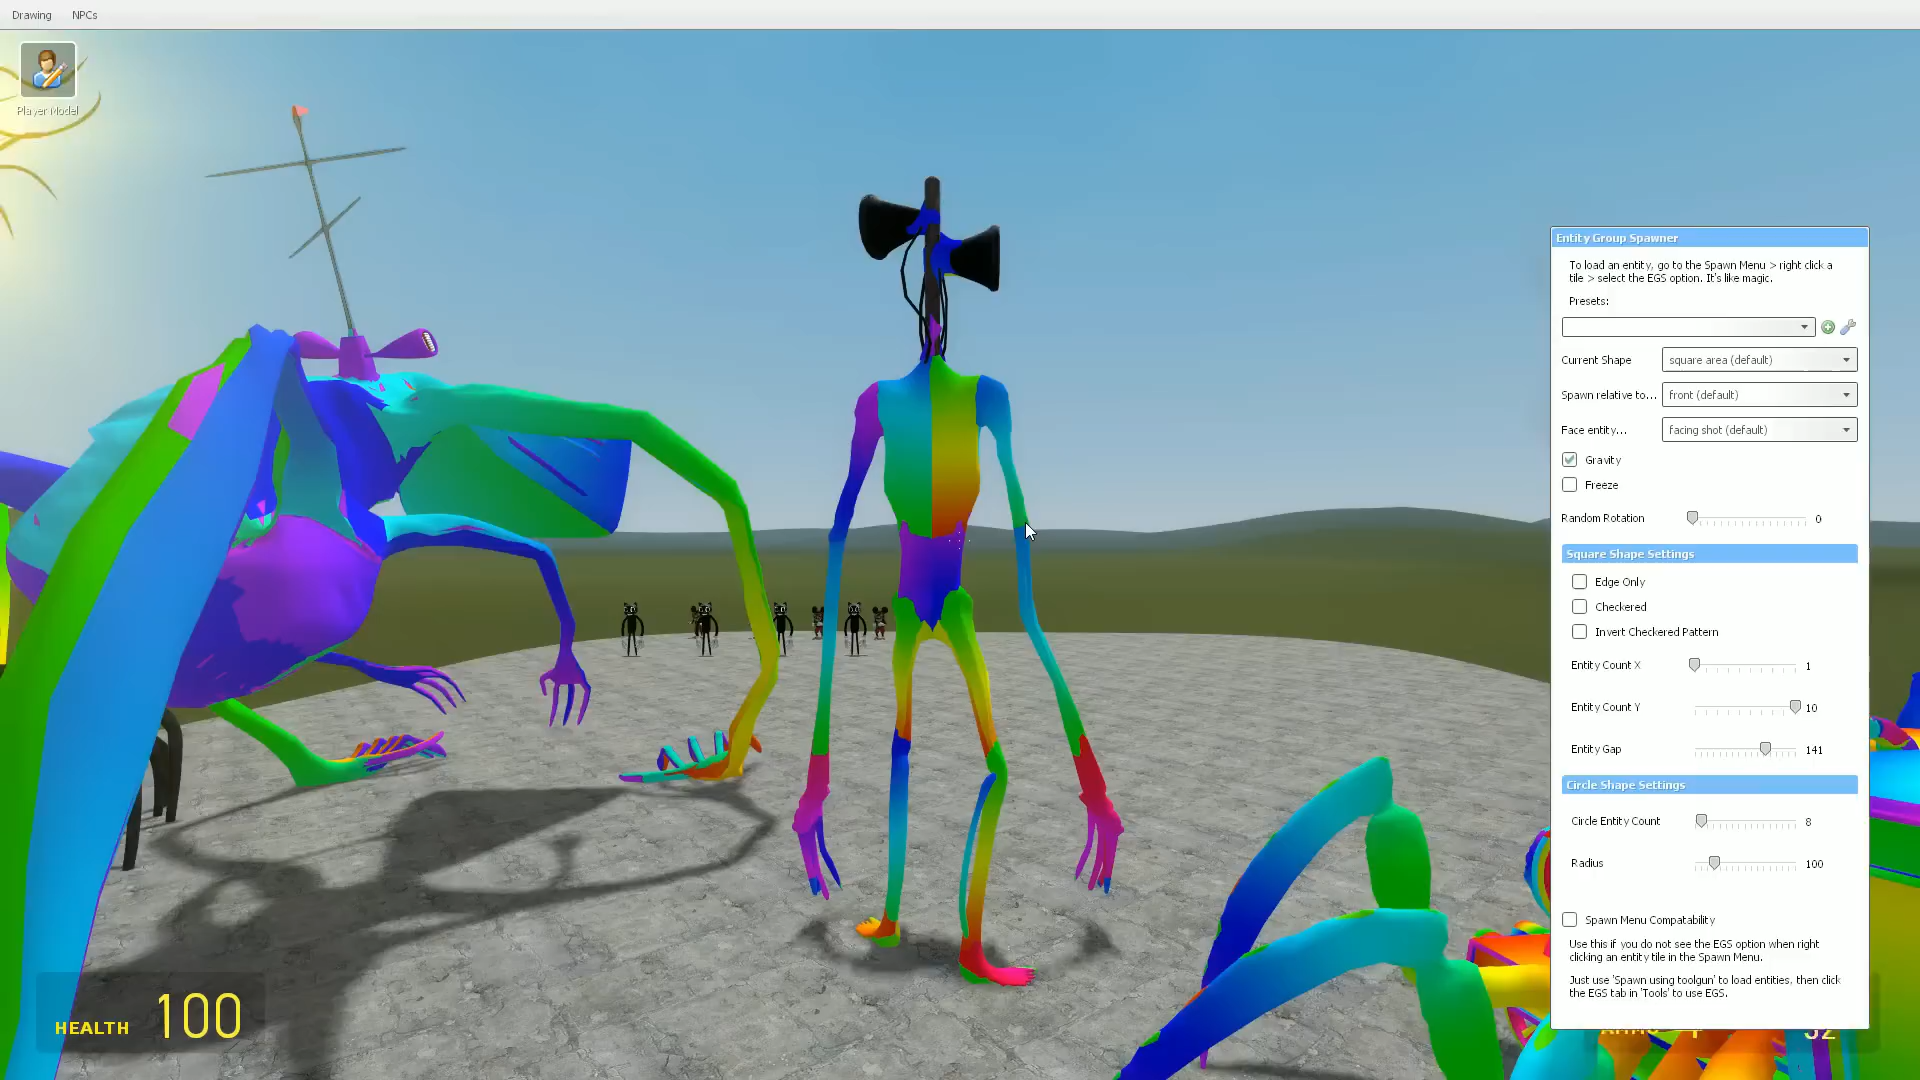 Drawing NPCs
Player Model
Entity Group Spawner
To load an entity, go to the Spawn Menu > right click a
tile > select the EGS option. It's like magic.
Presets:
Current Shape square area (default)
Spawn relative to... front (default)
Face entity... facing shot (default)
Gravity
Freeze
Random Rotation 0
Square Shape Settings
Edge Only
Checkered
Invert Checkered Pattern
Entity Count X 1
Entity Count Y 10
Entity Gap 141
Circle Shape Settings
Circle Entity Count 8
Radius 100
Spawn Menu Compatability
Use this if you do not see the EGS option when right
clicking an entity tile in the Spawn Menu.
Just use 'Spawn using toolgun' to load entities, then click
the EGS tab in 'Tools' to use EGS.
HEALTH 100